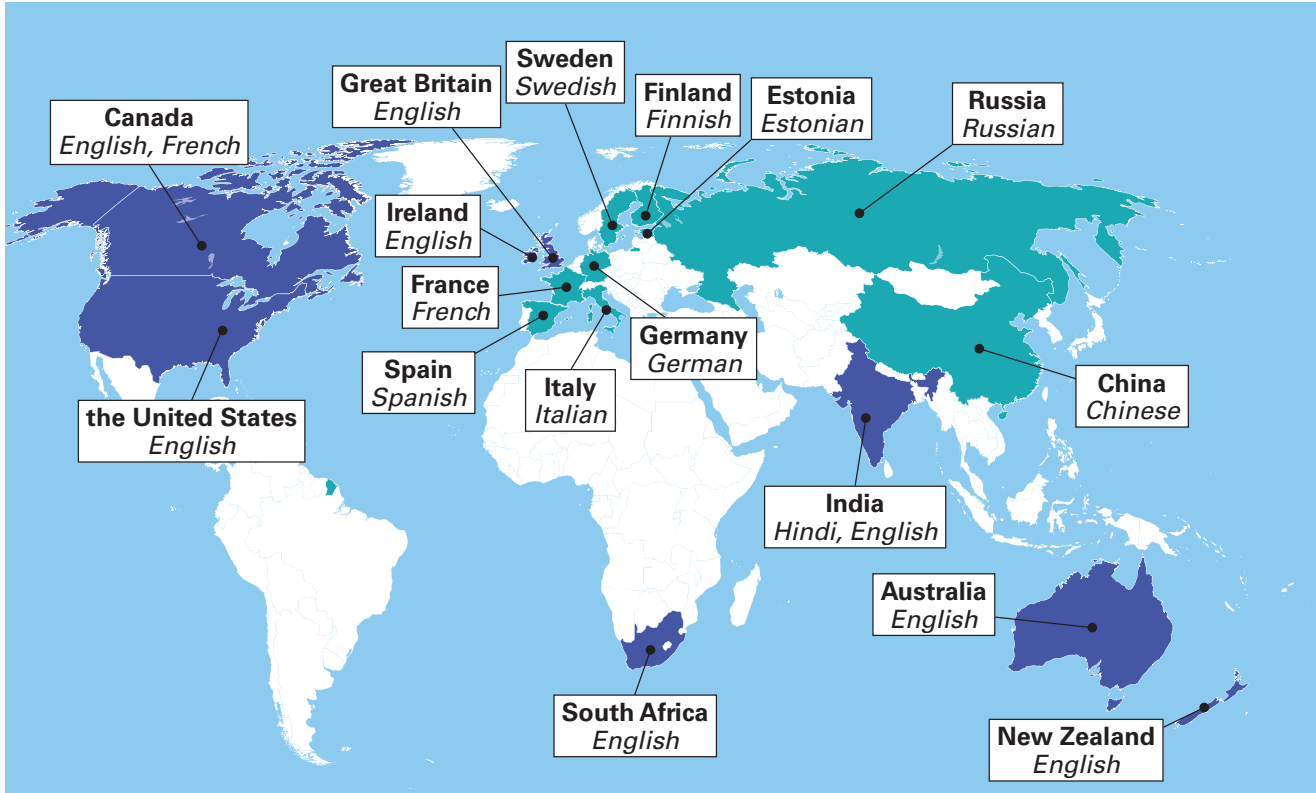 Sweden
Swedish
Great Britain
English
Finland
Finnish
Estonia
Estonian
Russia
Russian
Canada
English, French
Ireland
English
France
French
Germany
German
Spain
Spanish
Italy
Italian
China
Chinese
the United States
English
India
Hindi, English
Australia
English
South Africa
English
New Zealand
English